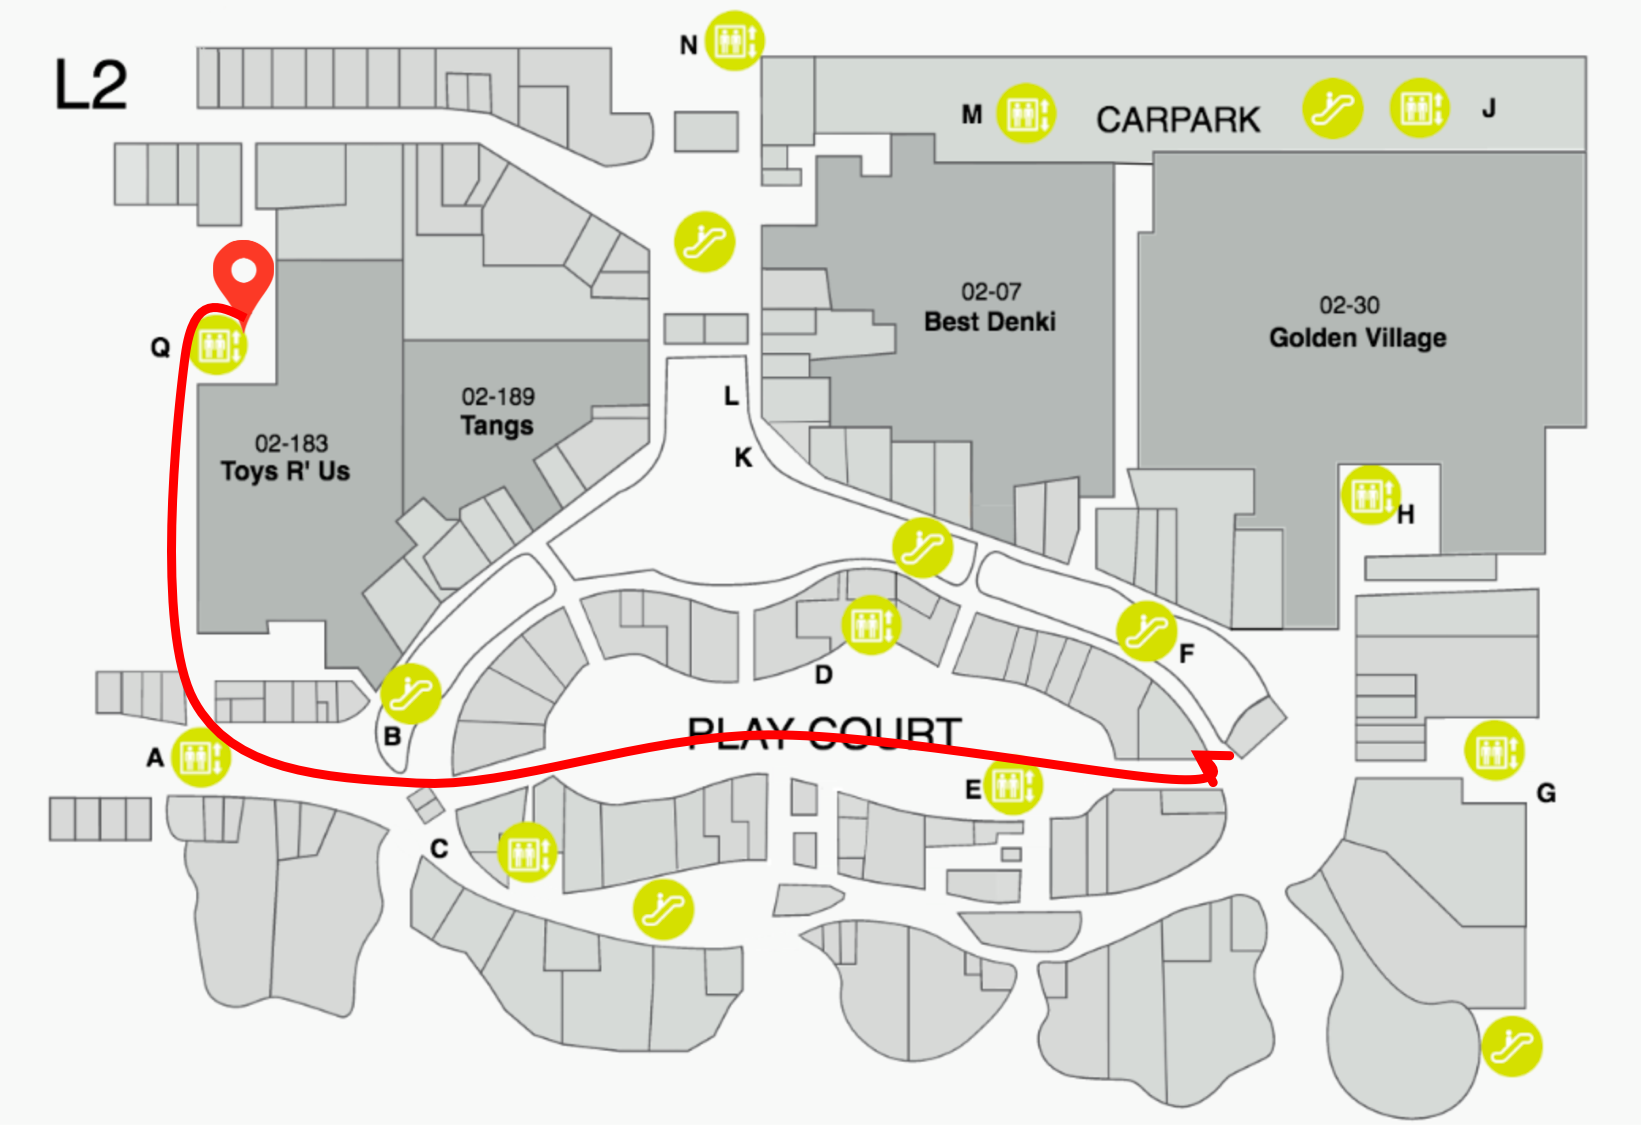 L2
N
M
CARPARK
J
02-07
Best Denki
02-30
Golden Village
Q
02-189
Tangs
L
02-183
Toys R' Us
K
H
F
D
B
PLAY COURT
A
E
G
C